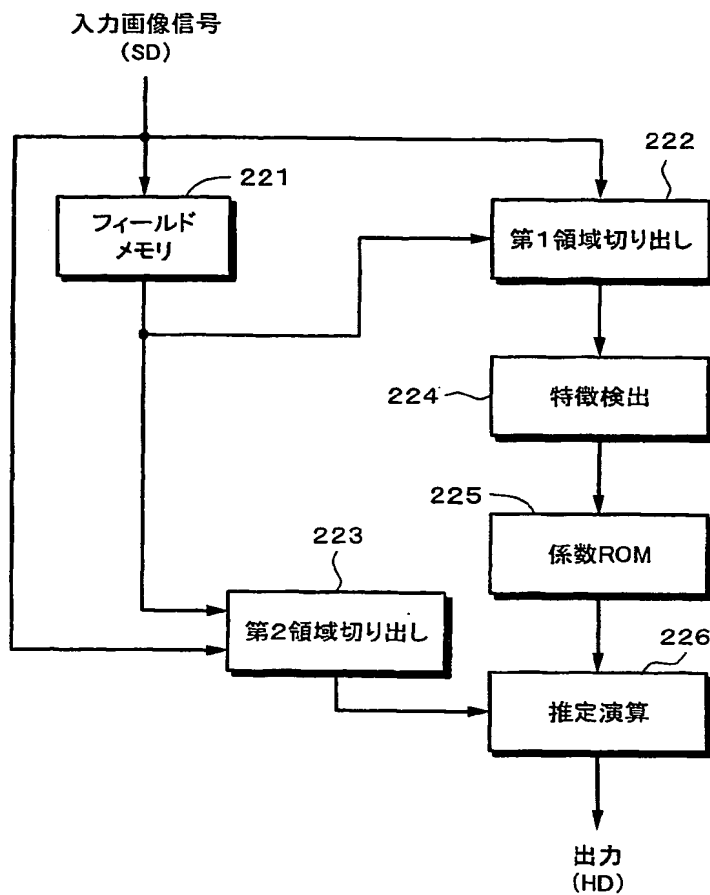 入力画像信号
(SD)
222
221
フィールド
メモリ
第1領域切り出し
224
特徴検出
225
係数ROM
223
第2領域切り出し
226
推定演算
出力
(HD)